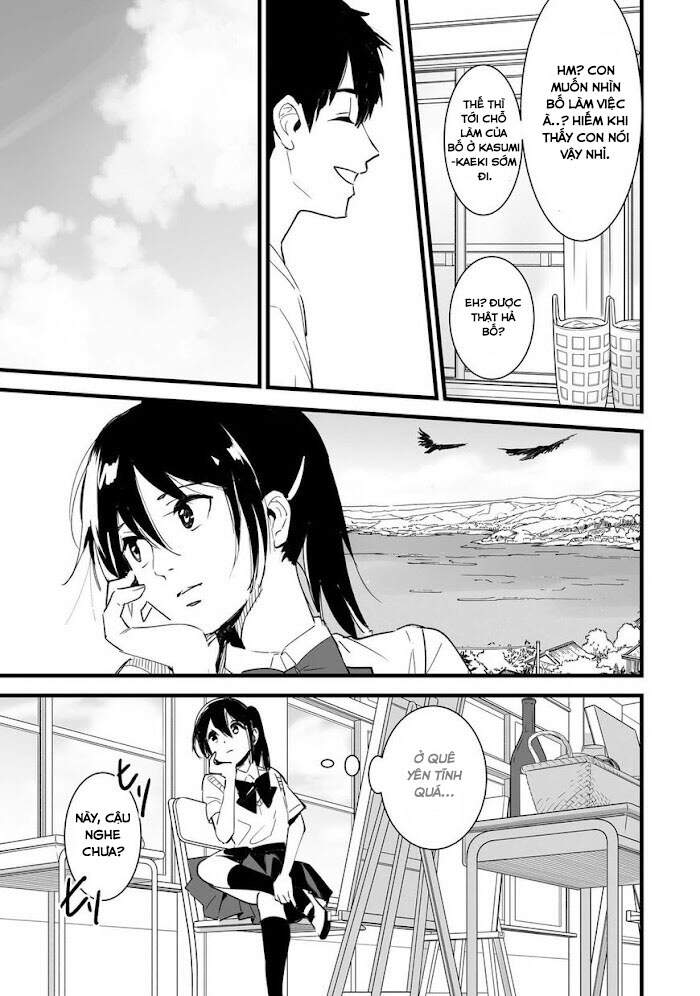 HM? CON
MUỐN NHÌN
BỐ LÀM VIỆC
À..? HIẾM KHI
THẤY CON NÓI
VẬY NHỈ.
THẾ THÌ
TỚI CHỖ
LÀM CỦA
BỐ Ở KASUMI
-KAEKI SỚM
ĐI.
EH? ĐƯỢC
THẬT HẢ
BỐ?
Ở QUÊ
YÊN TĨNH
QUÁ...
NÀY, CẬU
NGHE
CHƯA?